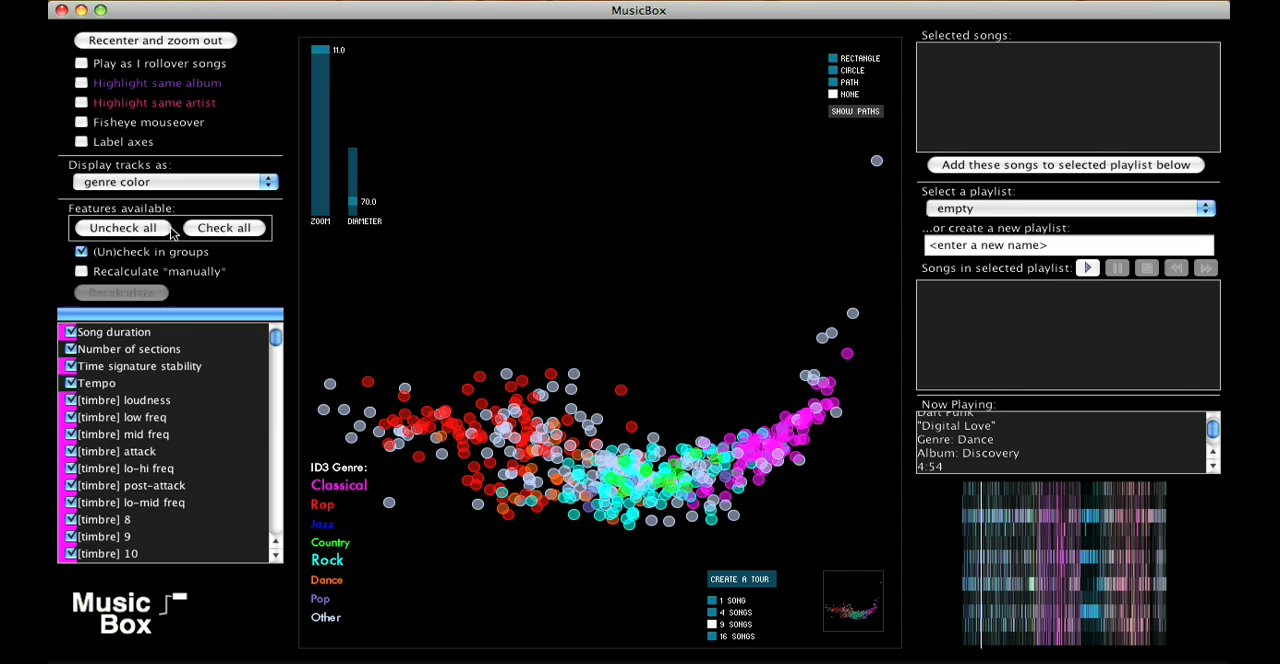 MusicBox
Recenter and zoom out
Play as I rollover songs
Highlight same album
Highlight same artist
Fisheye mouseover
Label axes
Display tracks as:
genre color
Features available:
Uncheck all
Check all
(Un)check in groups
Recalculate *manually*
Song duration
Number of sections
Time signature stability
Tempo
[timbre] loudness
[timbre] low freq
[timbre] mid freq
[timbre] attack
[timbre] lo-hi freq
[timbre] post-attack
[timbre] lo-mid freq
[timbre] 8
[timbre] 9
[timbre] 10
Music
Box
11.0
70.0
ZOOM
DIAMETER
RECTANGLE
CIRCLE
PATH
NONE
SHOW PATHS
ID3 Genre:
Classical
Rap
Jazz
Country
Rock
Dance
Pop
Other
CREATE A TOUR
1 SONG
4 SONGS
9 SONGS
16 SONGS
Selected songs:
Add these songs to selected playlist below
Select a playlist:
empty
...or create a new playlist:
<enter a new name>
Songs in selected playlist:
Now Playing:
Daft Punk
"Digital Love"
Genre: Dance
Album: Discovery
4:54